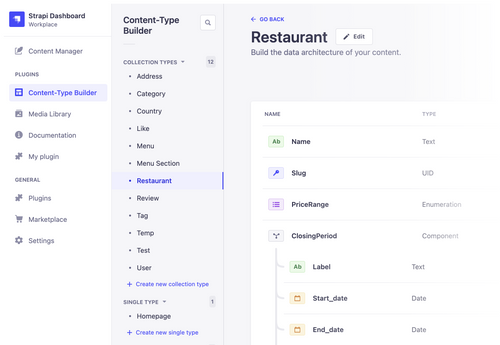 Strapi Dashboard
Workplace
Content Manager
PLUGINS
Content-Type Builder
Media Library
Documentation
My plugin
GENERAL
Plugins
Marketplace
Settings
Content-Type
Builder
COLLECTION TYPES 12
Address
Category
Country
Like
Menu
Menu Section
Restaurant
Review
Tag
Temp
Test
User
+ Create new collection type
SINGLE TYPE 1
Homepage
+ Create new single type
← GO BACK
Restaurant Edit
Build the data architecture of your content.
NAME TYPE
Ab Name Text
Slug UID
PriceRange Enumeration
ClosingPeriod Component
Ab Label Text
Start_date Date
End_date Date